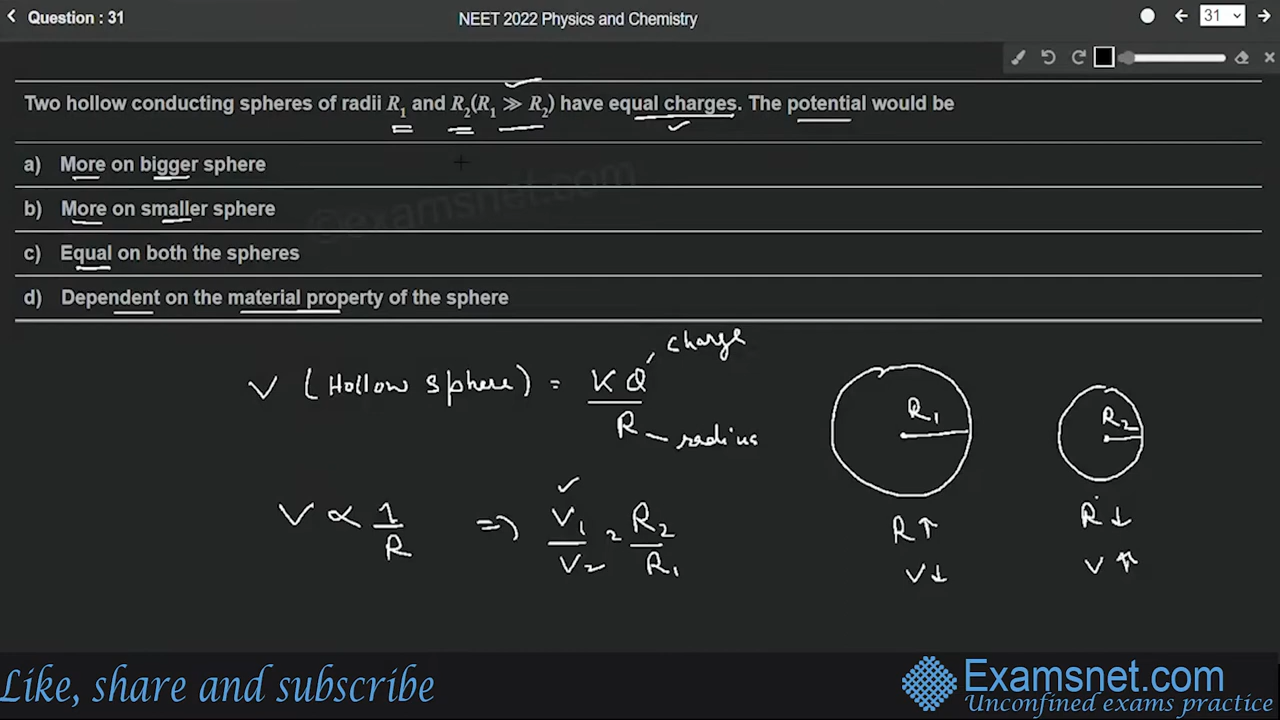 Question : 31
NEET 2022 Physics and Chemistry
31
Two hollow conducting spheres of radii R₁ and R₂(R₁ ≫ R₂) have equal charges. The potential would be
a) More on bigger sphere
©examsnet.com
b) More on smaller sphere
c) Equal on both the spheres
d) Dependent on the material property of the sphere
charge
V (Hollow sphere) = KQ/R
radius
R₁
R₂
V ∝ 1/R => V₁/V₂ = R₂/R₁
R↑
R↓
V↓
V↑
Like, share and subscribe
Examsnet.com
Unconfined exams practice